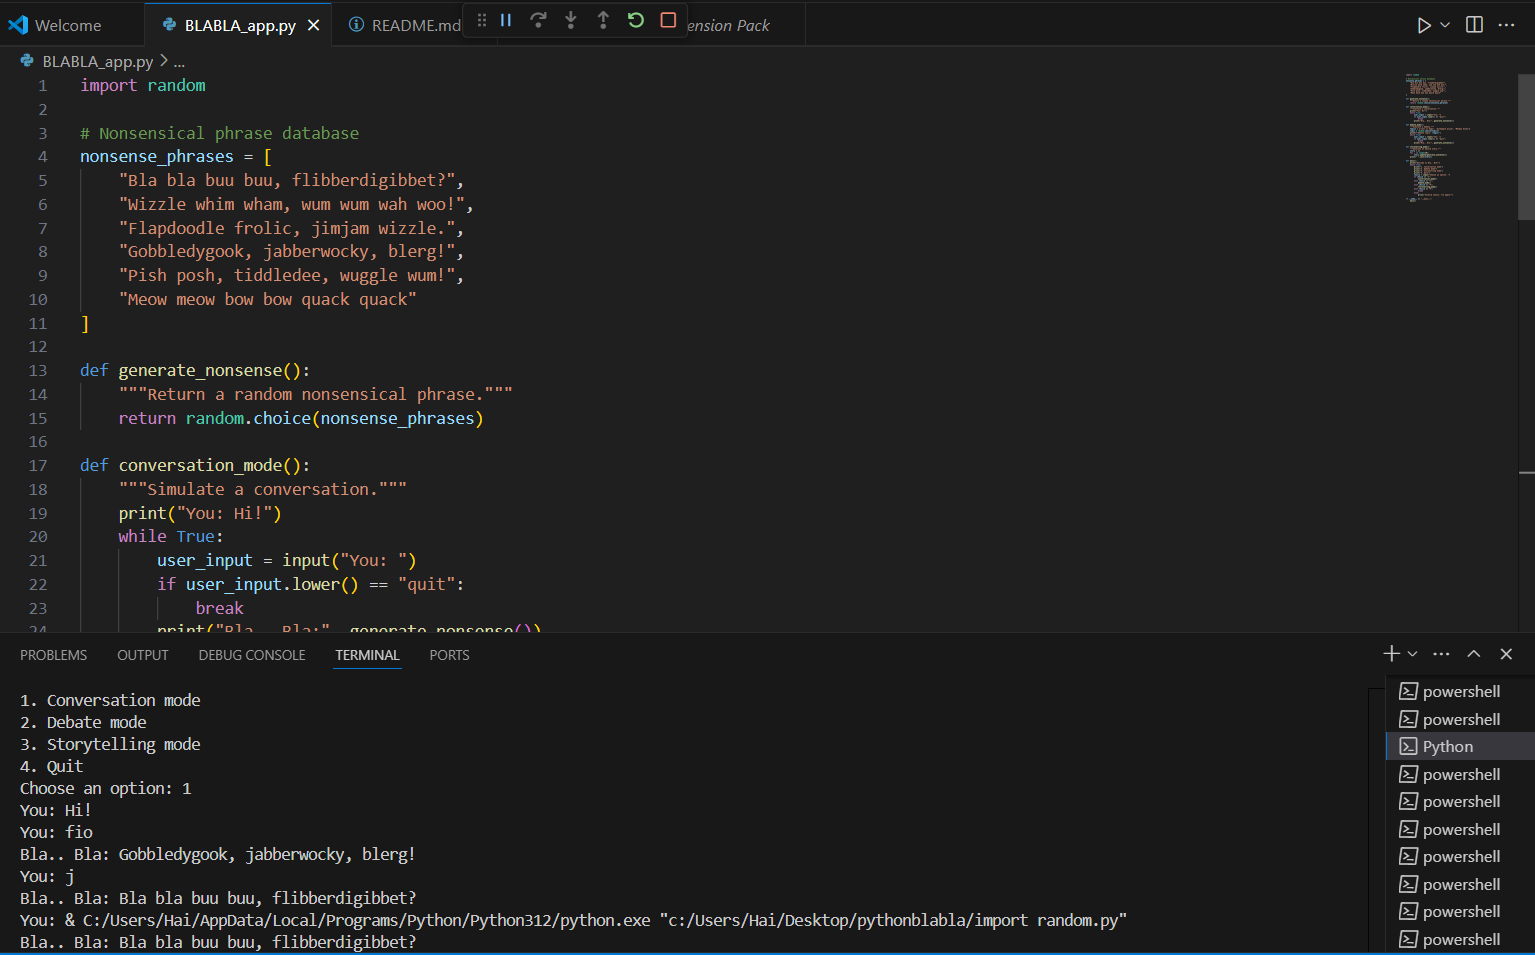 Welcome
BLABLA_app.py
README.md
ension Pack
BLABLA_app.py > ...
1 import random
2
3 # Nonsensical phrase database
4 nonsense_phrases = [
5 "Bla bla buu buu, flibberdigibbet?",
6 "Wizzle whim wham, wum wum wah woo!",
7 "Flapdoodle frolic, jimjam wizzle.",
8 "Gobbledygook, jabberwocky, blerg!",
9 "Pish posh, tiddledee, wuggle wum!",
10 "Meow meow bow bow quack quack"
11 ]
12
13 def generate_nonsense():
14 """Return a random nonsensical phrase."""
15 return random.choice(nonsense_phrases)
16
17 def conversation_mode():
18 """Simulate a conversation."""
19 print("You: Hi!")
20 while True:
21 user_input = input("You: ")
22 if user_input.lower() == "quit":
23 break
24 print("Bla.. Bla:", generate_nonsense())
PROBLEMS OUTPUT DEBUG CONSOLE TERMINAL PORTS
1. Conversation mode
2. Debate mode
3. Storytelling mode
4. Quit
Choose an option: 1
You: Hi!
You: fio
Bla.. Bla: Gobbledygook, jabberwocky, blerg!
You: j
Bla.. Bla: Bla bla buu buu, flibberdigibbet?
You: & C:/Users/Hai/AppData/Local/Programs/Python/Python312/python.exe "c:/Users/Hai/Desktop/pythonblabla/import random.py"
Bla.. Bla: Bla bla buu buu, flibberdigibbet?
powershell
powershell
Python
powershell
powershell
powershell
powershell
powershell
powershell
powershell